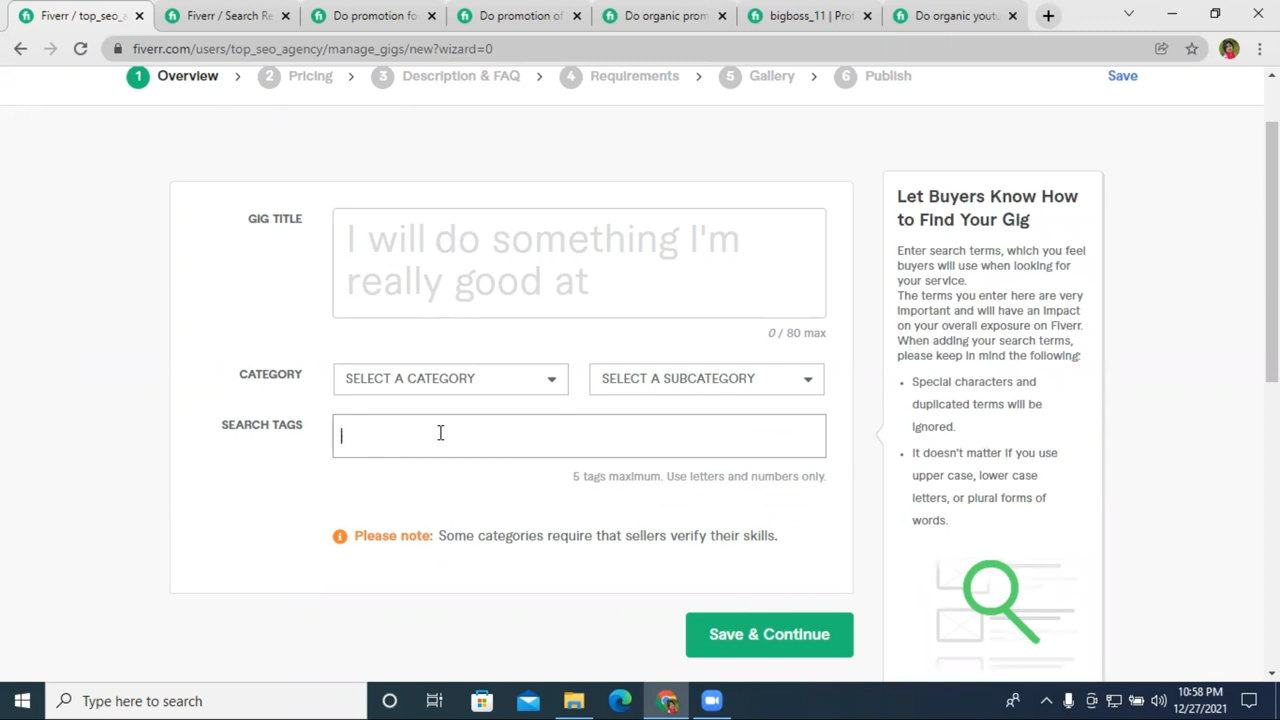 Fiverr / top_seo_a
Fiverr / Search Re
Do promotion fo
Do promotion of
Do organic prom
bigboss_11 | Prof
Do organic youtu
fiverr.com/users/top_seo_agency/manage_gigs/new?wizard=0
1 Overview
2 Pricing
3 Description & FAQ
4 Requirements
5 Gallery
6 Publish
Save
GIG TITLE
I will do something I'm
really good at
0 / 80 max
CATEGORY
SELECT A CATEGORY
SELECT A SUBCATEGORY
SEARCH TAGS
5 tags maximum. Use letters and numbers only.
Please note: Some categories require that sellers verify their skills.
Save & Continue
Let Buyers Know How
to Find Your Gig
Enter search terms, which you feel
buyers will use when looking for
your service.
The terms you enter here are very
important and will have an impact
on your overall exposure on Fiverr.
When adding your search terms,
please keep in mind the following:
• Special characters and
duplicated terms will be
ignored.
• It doesn't matter if you use
upper case, lower case
letters, or plural forms of
words.
Type here to search
10:58 PM
12/27/2021